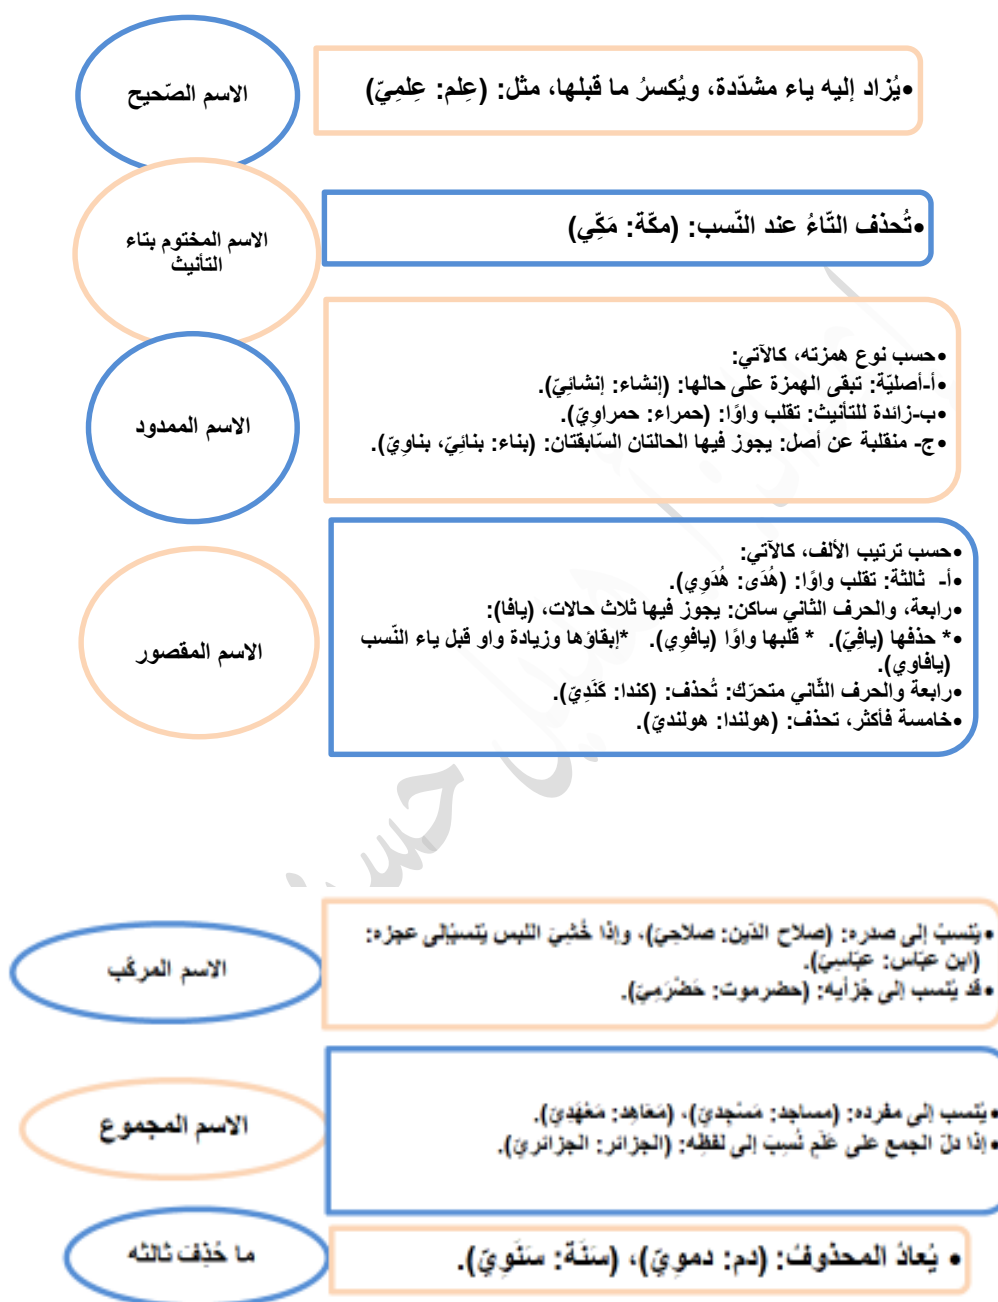 الاسم الصّحيح
•يُزاد إليه ياء مشدّدة، ويُكسرُ ما قبلها، مثل: (عِلم: عِلمِيّ)
الاسم المختوم بتاء
التأنيث
•تُحذف التّاءُ عند النّسب: (مكّة: مَكِّي)
الاسم الممدود
•حسب نوع همزته، كالآتي:
•أ-أصليّة: تبقى الهمزة على حالها: (إنشاء: إنشائِيّ).
•ب-زائدة للتأنيث: تقلب واوًا: (حمراء: حمراوِيّ).
•ج- منقلبة عن أصل: يجوز فيها الحالتان السّابقتان: (بناء: بنائِيّ، بناوِيّ).
الاسم المقصور
•حسب ترتيب الألف، كالآتي:
•أ- ثالثة: تقلب واوًا: (هُدَى: هُدَوِي).
•رابعة، والحرف الثاني ساكن: يجوز فيها ثلاث حالات، (يافا):
•* حذفها (يافِيّ). * قلبها واوًا (يافَوِي). *إبقاؤها وزيادة واو قبل ياء النّسب
(يافاوي).
•رابعة والحرف الثّاني متحرّك: تُحذف: (كندا: كَنَدِيّ).
•خامسة فأكثر، تحذف: (هولندا: هولنديّ).
الاسم المركّب
•يُنسبُ إلى صدره: (صلاح الدّين: صلاحِيّ)، وإذا خُشِيَ اللبس يُنسبُإلى عجزه:
(ابن عبّاس: عبّاسِيّ).
•قد يُنسب إلى جُزأيه: (حضرموت: حَضْرَمِيّ).
الاسم المجموع
•يُنسب إلى مفرده: (مساجد: مَسْجِديّ)، (مَعَاهِد: مَعْهَدِيّ).
•إذا دلّ الجمع على عَلَمٍ نُسِبَ إلى لفظِه: (الجزائر: الجزائريّ).
ما حُذِفَ ثالثه
• يُعادُ المحذوفُ: (دم: دمويّ)، (سَنَة: سَنَوِيّ).